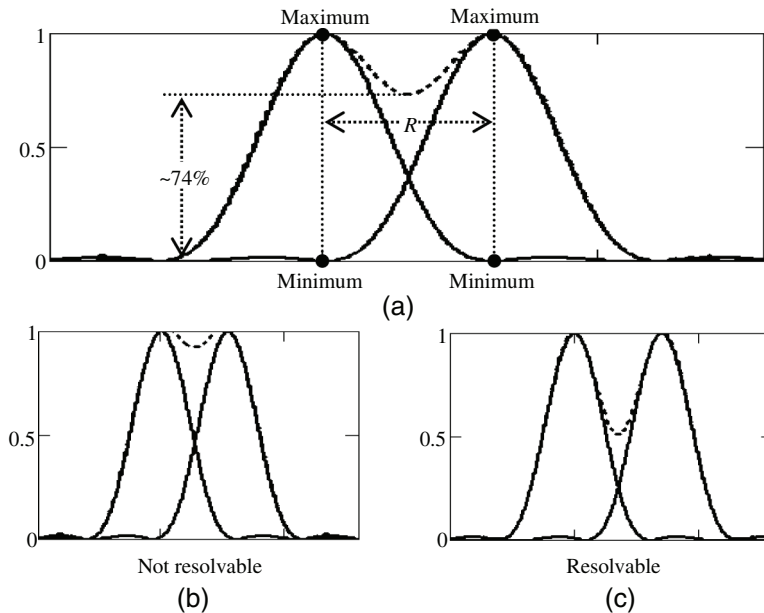 Maximum Maximum
1
R
0.5
~74%
0
Minimum Minimum
(a)
1
0.5
0
Not resolvable
(b)
1
0.5
0
Resolvable
(c)